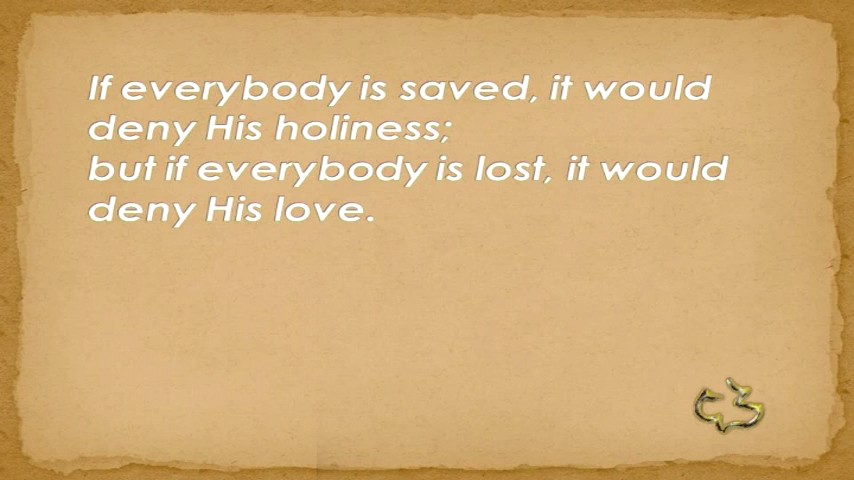 If everybody is saved, it would
deny His holiness;
but if everybody is lost, it would
deny His love.